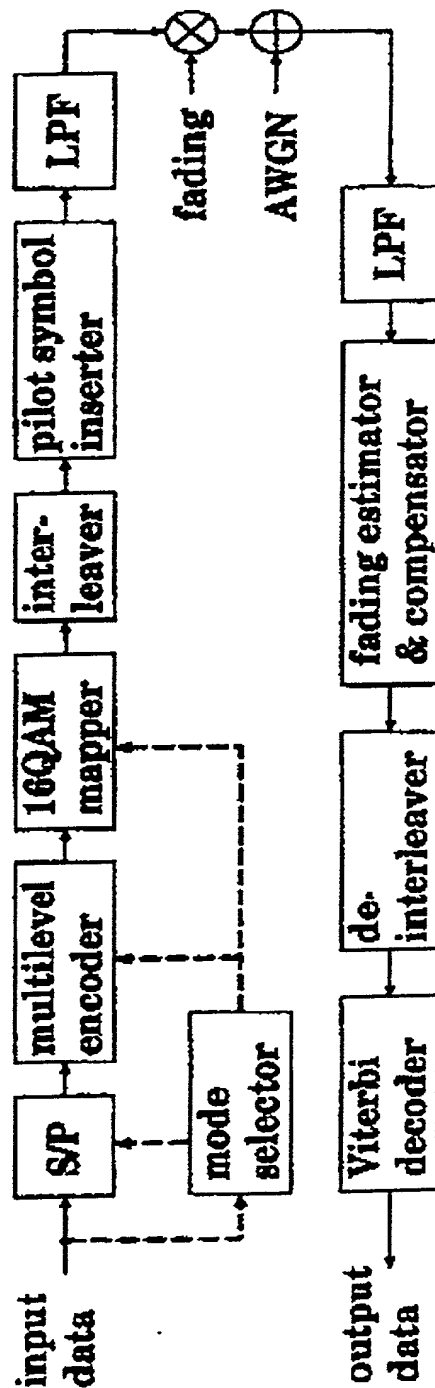 input
data
S/P
multilevel
encoder
16QAM
mapper
inter-
leaver
pilot symbol
inserter
LPF
mode
selector
fading
AWGN
LPF
fading estimator
& compensator
de-
interleaver
Viterbi
decoder
output
data